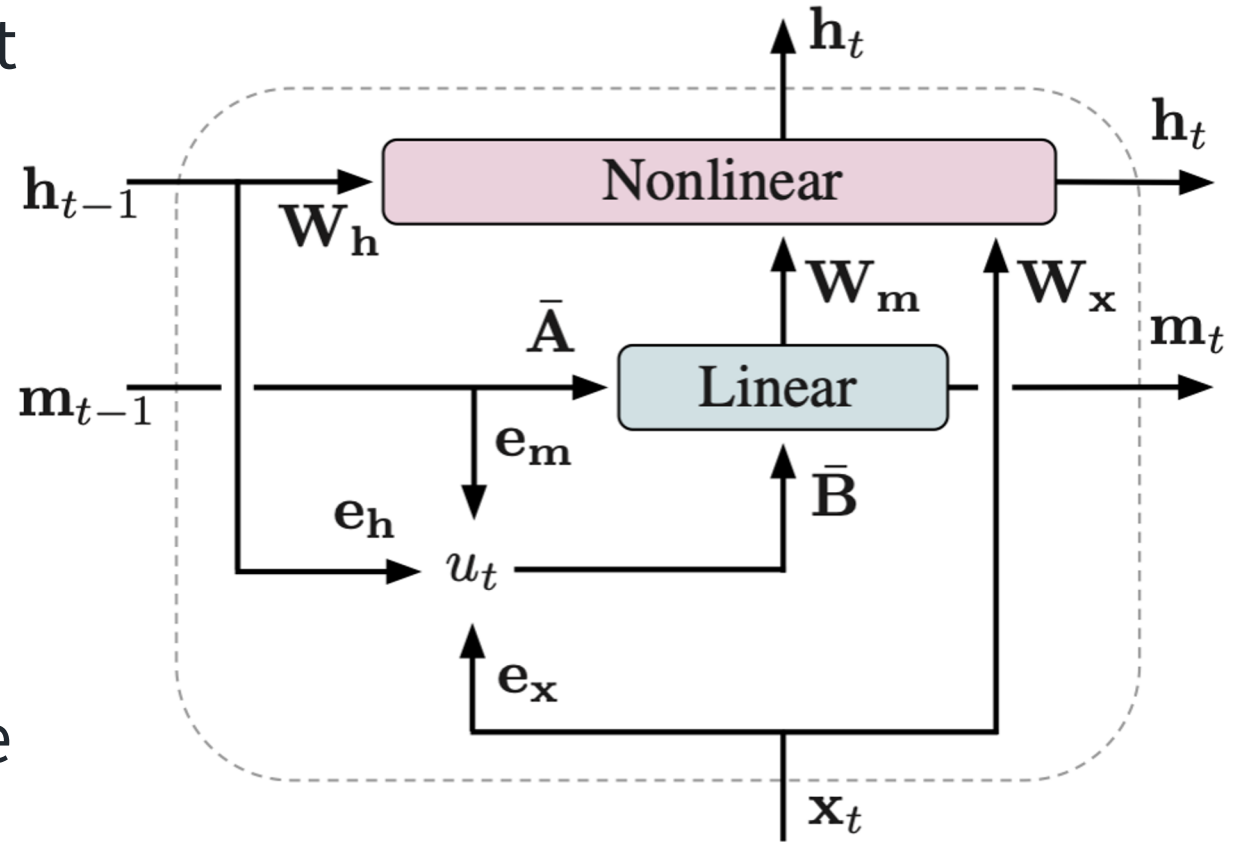 t
h_t
h_t
h_{t−1}
Nonlinear
W_h
W_m
W_x
Ā
m_t
m_{t−1}
Linear
e_m
B̄
e_h
u_t
e_x
e
x_t